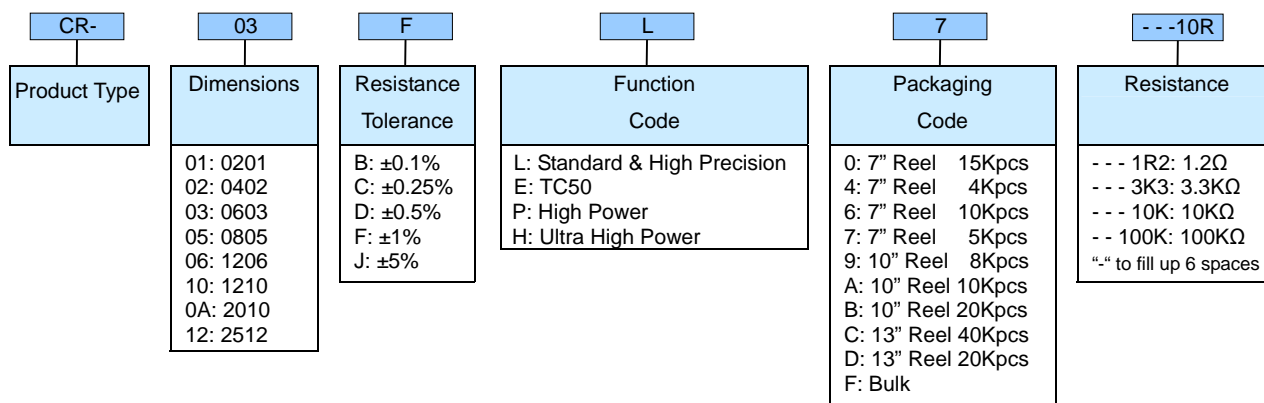 CR- 03 F L 7 - - -10R
Product Type
Dimensions
01: 0201
02: 0402
03: 0603
05: 0805
06: 1206
10: 1210
0A: 2010
12: 2512
Resistance
Tolerance
B: ±0.1%
C: ±0.25%
D: ±0.5%
F: ±1%
J: ±5%
Function
Code
L: Standard & High Precision
E: TC50
P: High Power
H: Ultra High Power
Packaging
Code
0: 7” Reel 15Kpcs
4: 7” Reel 4Kpcs
6: 7” Reel 10Kpcs
7: 7” Reel 5Kpcs
9: 10” Reel 8Kpcs
A: 10” Reel 10Kpcs
B: 10” Reel 20Kpcs
C: 13” Reel 40Kpcs
D: 13” Reel 20Kpcs
F: Bulk
Resistance
- - - 1R2: 1.2Ω
- - - 3K3: 3.3KΩ
- - - 10K: 10KΩ
- - 100K: 100KΩ
“-“ to fill up 6 spaces